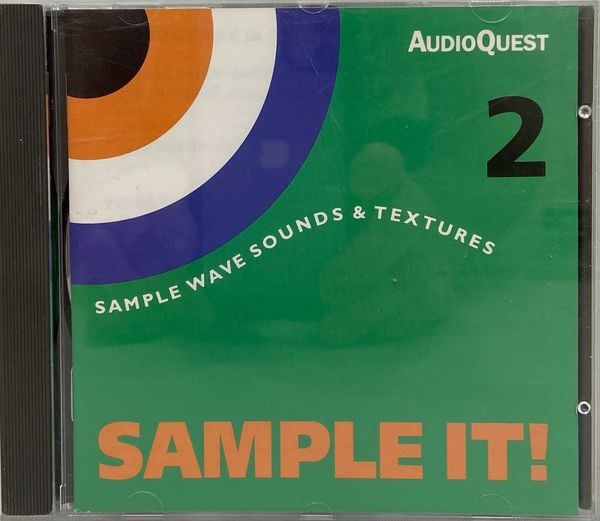 AUDIOQUEST
2
SAMPLE WAVE SOUNDS & TEXTURES
SAMPLE IT!